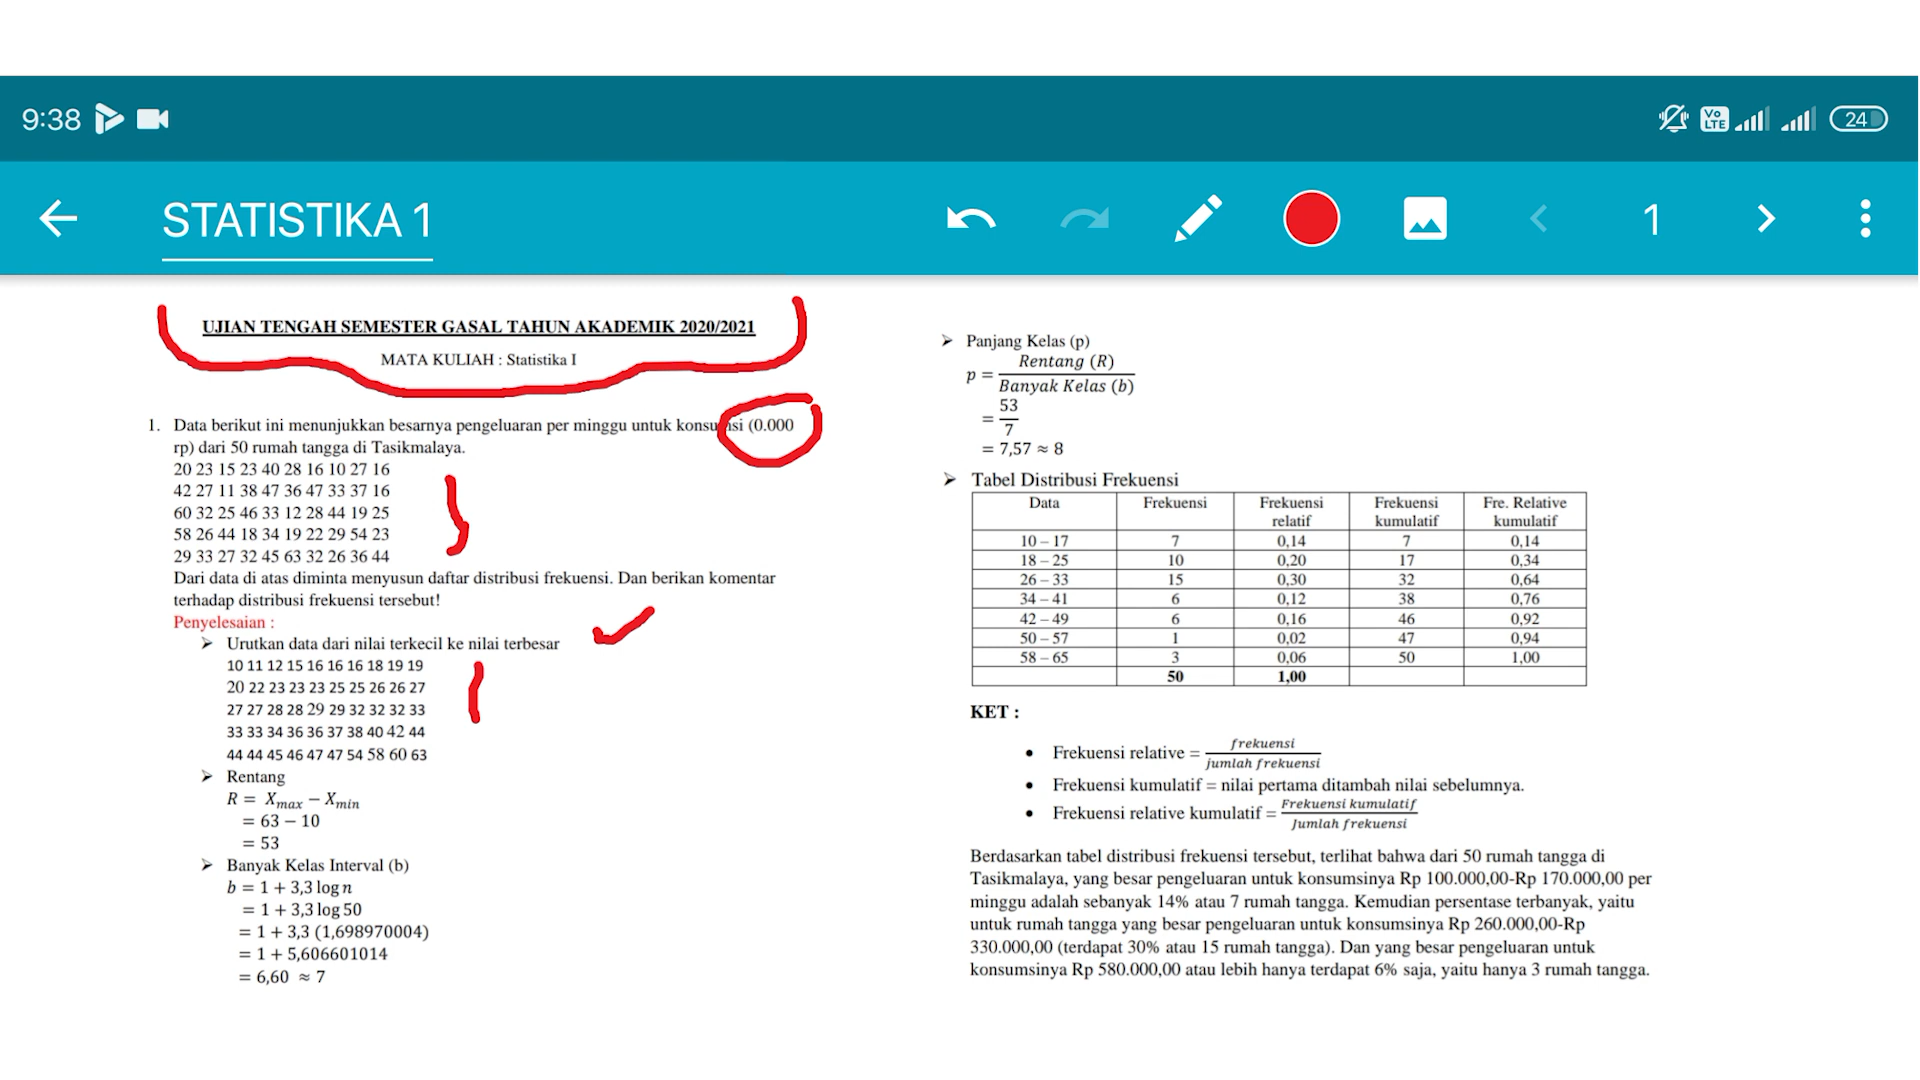 9:38
Vo LTE
24
STATISTIKA 1
1
UJIAN TENGAH SEMESTER GASAL TAHUN AKADEMIK 2020/2021
MATA KULIAH : Statistika I
1. Data berikut ini menunjukkan besarnya pengeluaran per minggu untuk konsumsi (0.000
rp) dari 50 rumah tangga di Tasikmalaya.
20 23 15 23 40 28 16 10 27 16
42 27 11 38 47 36 47 33 37 16
60 32 25 46 33 12 28 44 19 25
58 26 44 18 34 19 22 29 54 23
29 33 27 32 45 63 32 26 36 44
Dari data di atas diminta menyusun daftar distribusi frekuensi. Dan berikan komentar
terhadap distribusi frekuensi tersebut!
Penyelesaian :
➢ Urutkan data dari nilai terkecil ke nilai terbesar
10 11 12 15 16 16 16 18 19 19
20 22 23 23 23 25 25 26 26 27
27 27 28 28 29 29 32 32 32 33
33 33 34 36 36 37 38 40 42 44
44 44 45 46 47 47 54 58 60 63
➢ Rentang
R = Xmax − Xmin
= 63 − 10
= 53
➢ Banyak Kelas Interval (b)
b = 1 + 3,3 log n
= 1 + 3,3 log 50
= 1 + 3,3 (1,698970004)
= 1 + 5,606601014
= 6,60 ≈ 7
➢ Panjang Kelas (p)
p = Rentang (R) / Banyak Kelas (b)
= 53 / 7
= 7,57 ≈ 8
➢ Tabel Distribusi Frekuensi
Data Frekuensi Frekuensi relatif Frekuensi kumulatif Fre. Relative kumulatif
10 – 17 7 0,14 7 0,14
18 – 25 10 0,20 17 0,34
26 – 33 15 0,30 32 0,64
34 – 41 6 0,12 38 0,76
42 – 49 6 0,16 46 0,92
50 – 57 1 0,02 47 0,94
58 – 65 3 0,06 50 1,00
50 1,00
KET :
• Frekuensi relative = frekuensi / jumlah frekuensi
• Frekuensi kumulatif = nilai pertama ditambah nilai sebelumnya.
• Frekuensi relative kumulatif = Frekuensi kumulatif / Jumlah frekuensi
Berdasarkan tabel distribusi frekuensi tersebut, terlihat bahwa dari 50 rumah tangga di
Tasikmalaya, yang besar pengeluaran untuk konsumsinya Rp 100.000,00-Rp 170.000,00 per
minggu adalah sebanyak 14% atau 7 rumah tangga. Kemudian persentase terbanyak, yaitu
untuk rumah tangga yang besar pengeluaran untuk konsumsinya Rp 260.000,00-Rp
330.000,00 (terdapat 30% atau 15 rumah tangga). Dan yang besar pengeluaran untuk
konsumsinya Rp 580.000,00 atau lebih hanya terdapat 6% saja, yaitu hanya 3 rumah tangga.